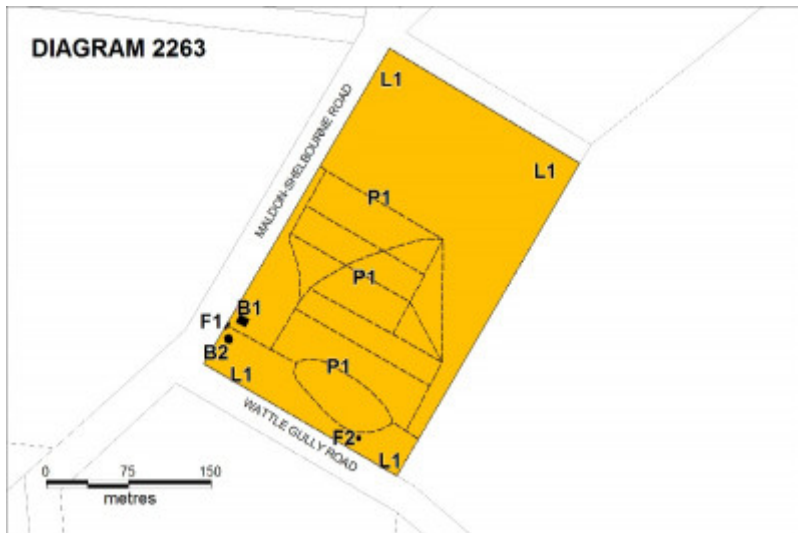 DIAGRAM 2263
L1
MALDON-SHELBOURNE ROAD
L1
P1
P1
B1
F1
B2
P1
L1
WATTLE GULLY ROAD
F2
L1
0 75 150
metres